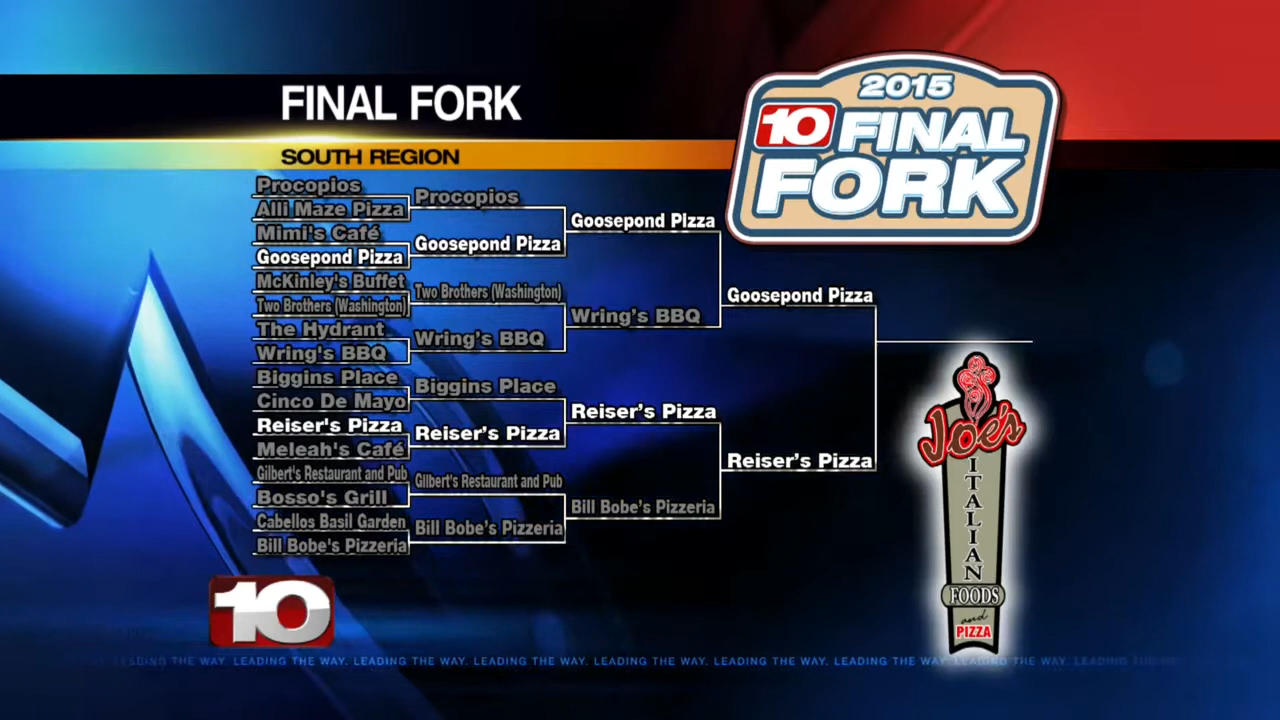 FINAL FORK
SOUTH REGION
2015
10 FINAL
FORK
Procopios
Alli Maze Pizza
Mimi's Café
Goosepond Pizza
McKinley's Buffet
Two Brothers (Washington)
The Hydrant
Wring's BBQ
Biggins Place
Cinco De Mayo
Reiser's Pizza
Meleah's Café
Gilbert's Restaurant and Pub
Bosso's Grill
Cabellos Basil Garden
Bill Bobe's Pizzeria
Procopios
Goosepond Pizza
Two Brothers (Washington)
Wring's BBQ
Biggins Place
Reiser's Pizza
Gilbert's Restaurant and Pub
Bill Bobe's Pizzeria
Goosepond Pizza
Wring's BBQ
Reiser's Pizza
Bill Bobe's Pizzeria
Goosepond Pizza
Reiser's Pizza
Joe's
ITALIAN
FOODS
and
PIZZA
10
LEADING THE WAY. LEADING THE WAY. LEADING THE WAY. LEADING THE WAY. LEADING THE WAY. LEADING THE WAY. LEADING THE WAY. LEADING THE WAY. LEADING